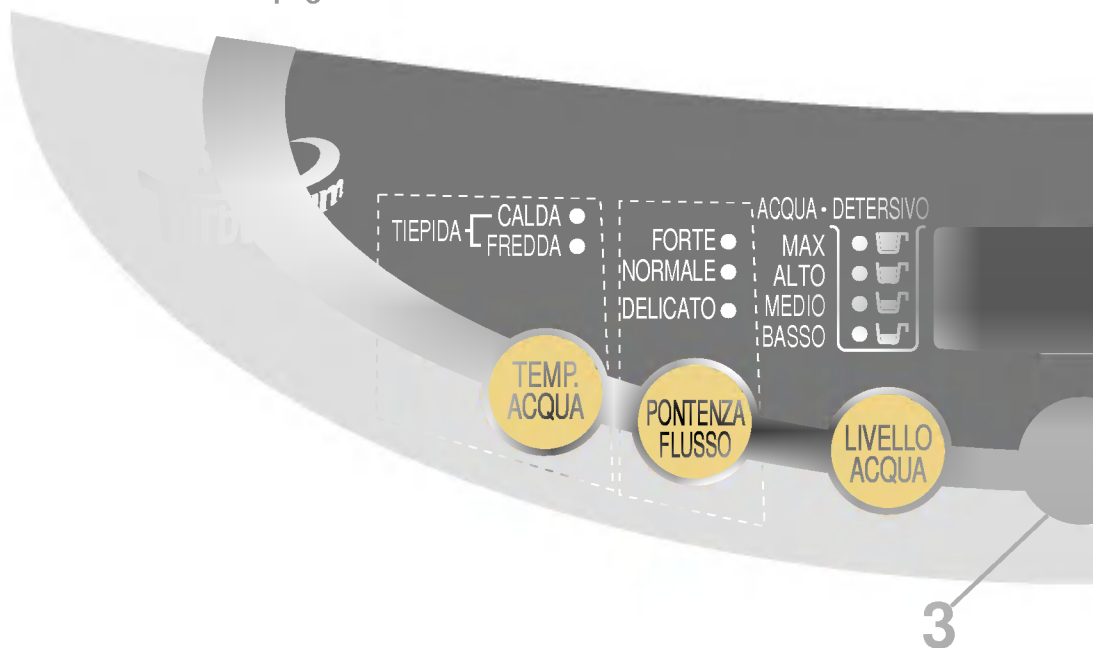 ACQUA • DETERSIVO
TIEPIDA
CALDA
FREDDA
FORTE
NORMALE
DELICATO
MAX
ALTO
MEDIO
BASSO
TEMP.
ACQUA
PONTENZA
FLUSSO
LIVELLO
ACQUA
3